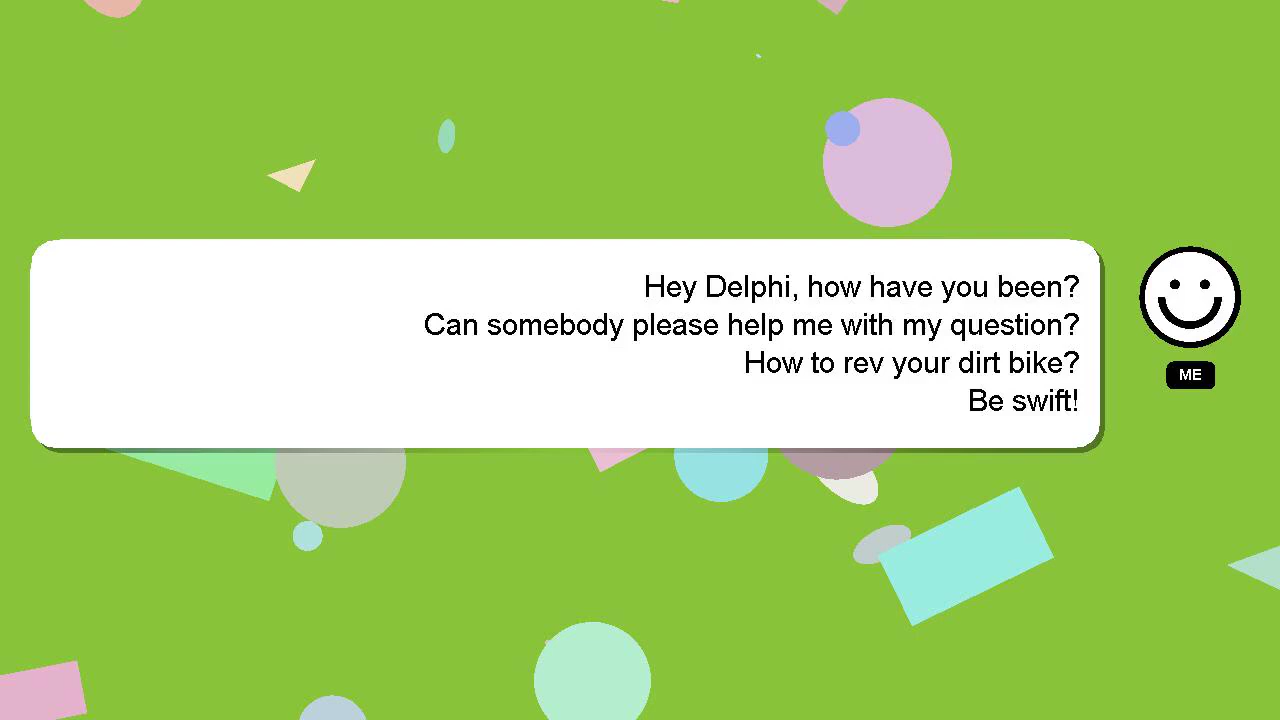 Hey Delphi, how have you been?
Can somebody please help me with my question?
How to rev your dirt bike?
Be swift!
ME